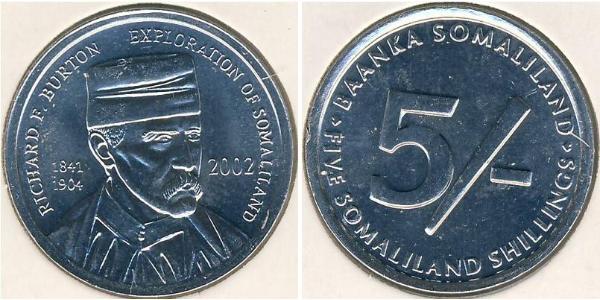 RICHARD F. BURTON EXPLORATION OF SOMALILAND
1841
1904
2002
BAANKA SOMALILAND
5/-
FIVE SOMALILAND SHILLINGS